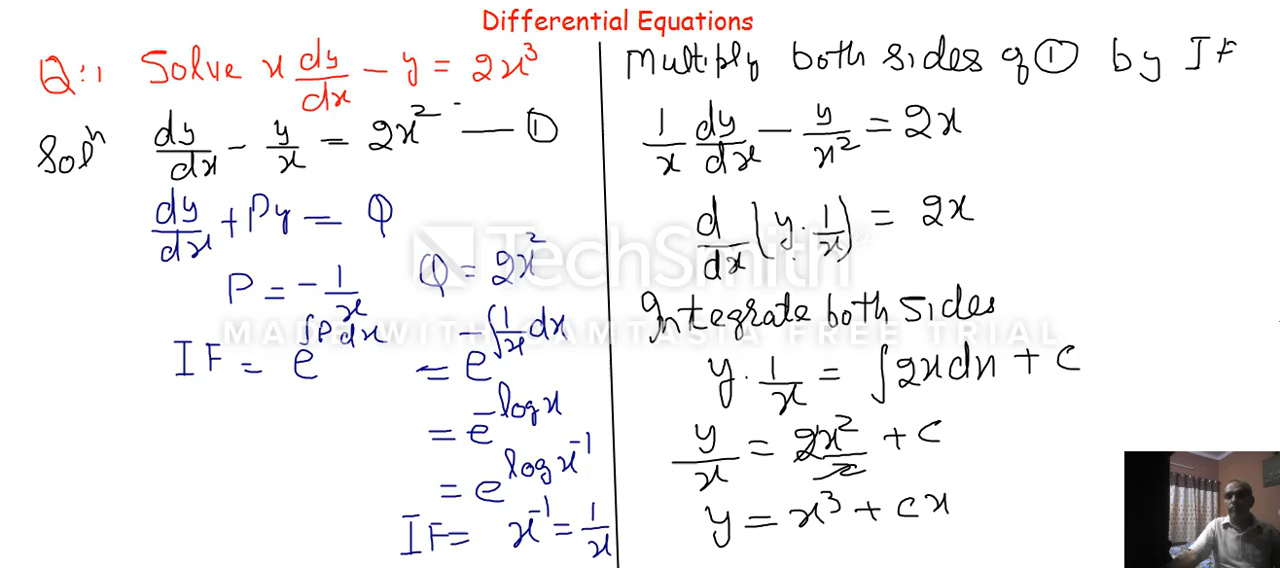 Differential Equations
Q:1 Solve x dy/dx - y = 2x³
Solⁿ dy/dx - y/x = 2x² — ①
dy/dx + Py = Q
P = -1/x Q = 2x²
IF = e^∫P dx = e^-∫1/x dx
= e^-log x
= e^log x⁻¹
IF = x⁻¹ = 1/x
Multiply both sides of ① by IF
1/x dy/dx - y/x² = 2x
d/dx (y. 1/x) = 2x
Integrate both sides
y. 1/x = ∫2x dx + c
y/x = 2x²/2 + c
y = x³ + cx
TechSmith
MADE WITH CAMTASIA FREE TRIAL